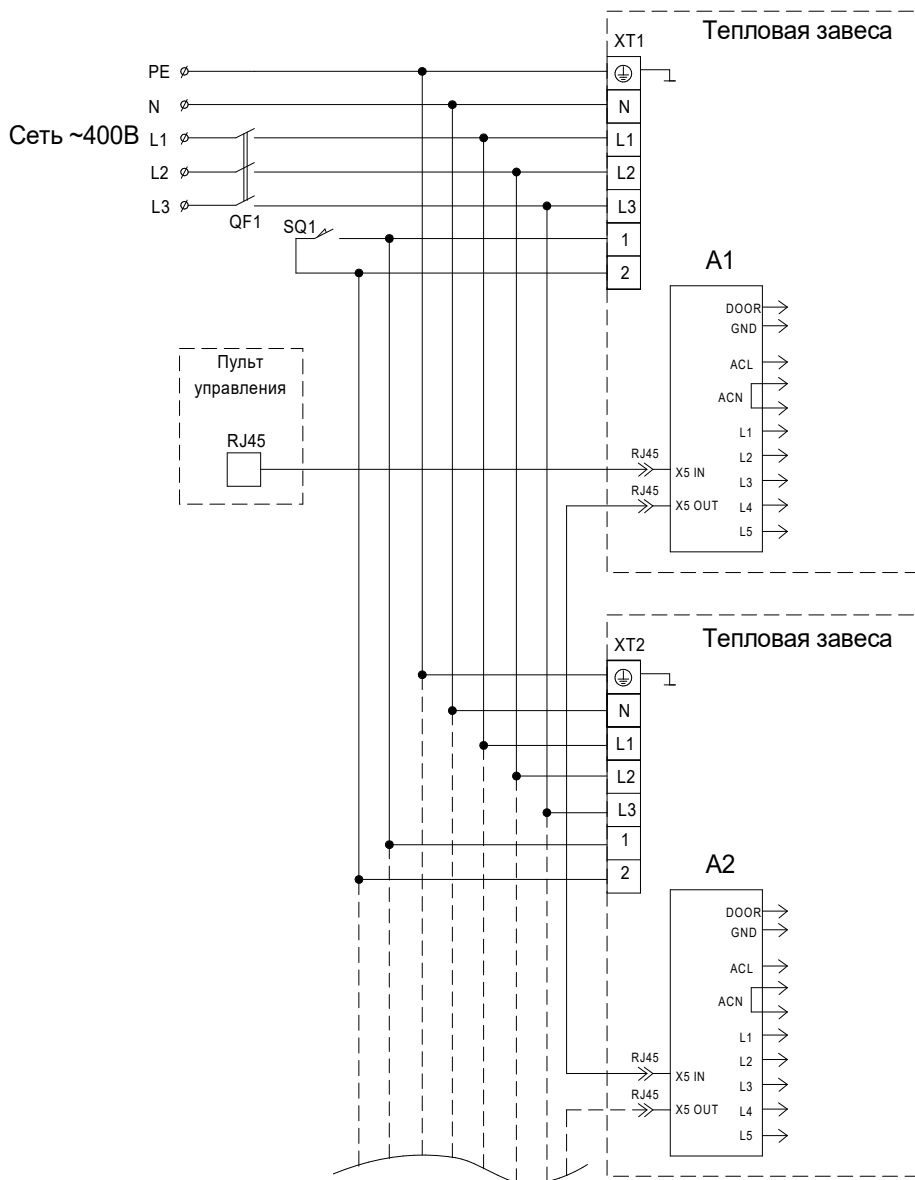 Тепловая завеса
XT1
PE
N
Сеть ~400В
L1
L2
L3
QF1
SQ1
N
L1
L2
L3
1
2
A1
DOOR
GND
ACL
ACN
L1
L2
L3
L4
L5
Пульт
управления
RJ45
RJ45
X5 IN
RJ45
X5 OUT
Тепловая завеса
XT2
N
L1
L2
L3
1
2
A2
DOOR
GND
ACL
ACN
L1
L2
L3
L4
L5
RJ45
X5 IN
RJ45
X5 OUT